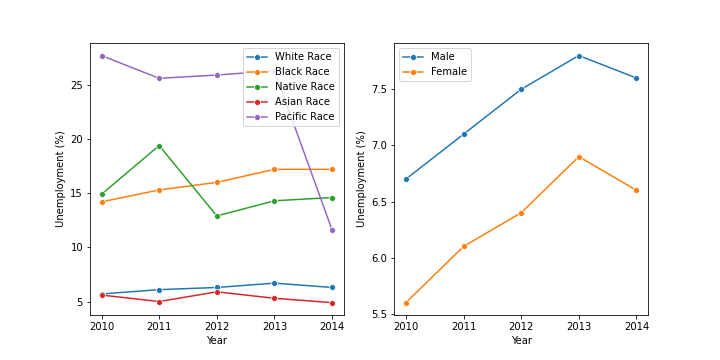 White Race
Black Race
Native Race
Asian Race
Pacific Race
Unemployment (%)
25
20
15
10
5
2010 2011 2012 2013 2014
Year
Male
Female
Unemployment (%)
7.5
7.0
6.5
6.0
5.5
2010 2011 2012 2013 2014
Year